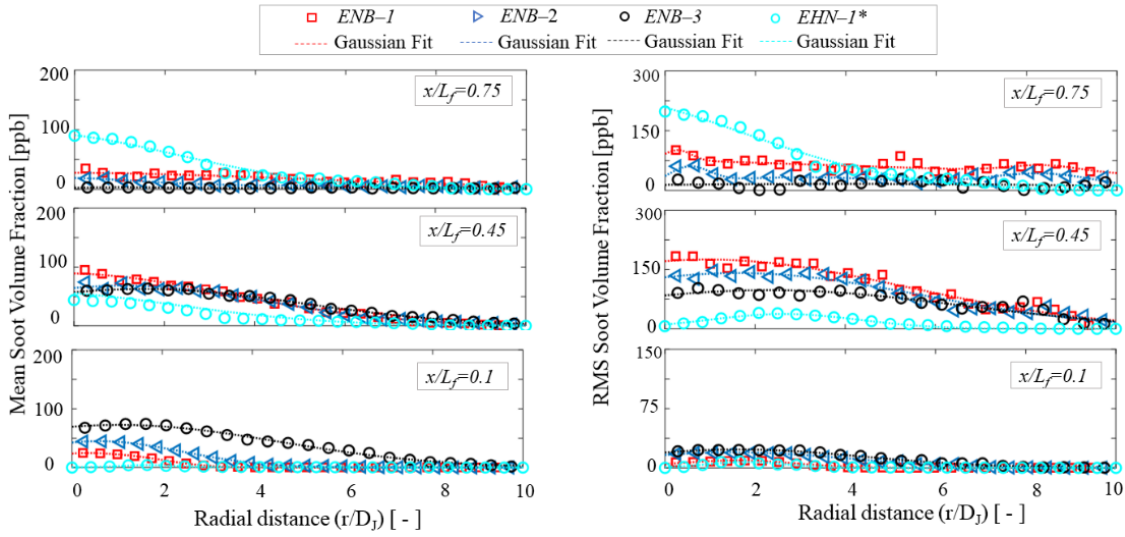 ENB–1 ENB–2 ENB–3 EHN–1*
Gaussian Fit Gaussian Fit Gaussian Fit Gaussian Fit
Mean Soot Volume Fraction [ppb]
200
100
0
x/Lf=0.75
200
100
0
x/Lf=0.45
200
100
0
x/Lf=0.1
0 2 4 6 8 10
Radial distance (r/DJ) [ - ]
RMS Soot Volume Fraction [ppb]
300
150
0
x/Lf=0.75
300
150
0
x/Lf=0.45
150
75
0
x/Lf=0.1
0 2 4 6 8 10
Radial distance (r/DJ) [ - ]